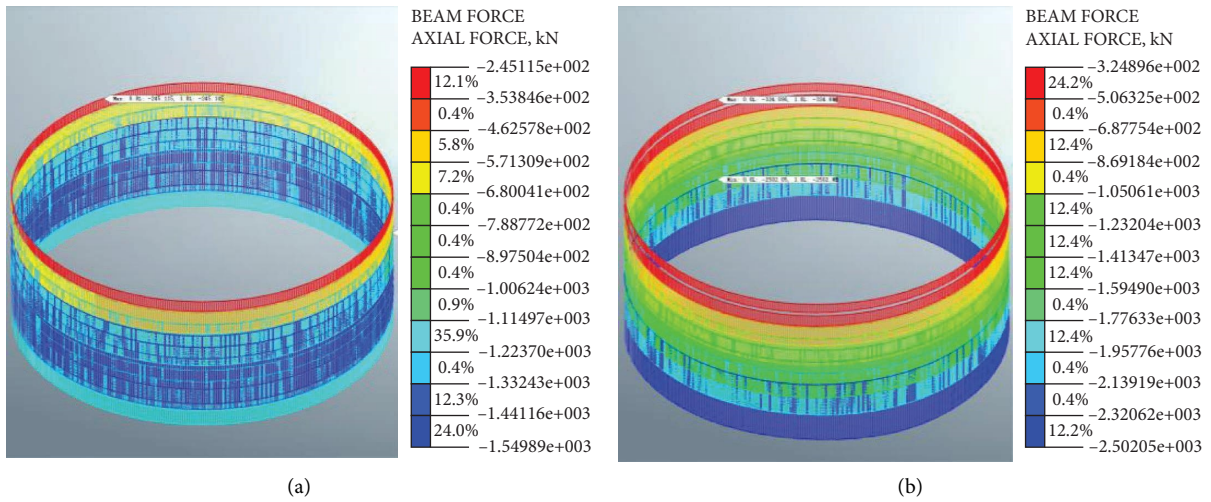 BEAM FORCE
AXIAL FORCE, kN
−2.45115e+002
12.1%
−3.53846e+002
0.4%
−4.62578e+002
5.8%
−5.71309e+002
7.2%
−6.80041e+002
0.4%
−7.88772e+002
0.4%
−8.97504e+002
0.4%
−1.00624e+003
0.9%
−1.11497e+003
35.9%
−1.22370e+003
0.4%
−1.33243e+003
12.3%
−1.44116e+003
24.0%
−1.54989e+003
(a)
BEAM FORCE
AXIAL FORCE, kN
−3.24896e+002
24.2%
−5.06325e+002
0.4%
−6.87754e+002
12.4%
−8.69184e+002
0.4%
−1.05061e+003
12.4%
−1.23204e+003
12.4%
−1.41347e+003
12.4%
−1.59490e+003
0.4%
−1.77633e+003
12.4%
−1.95776e+003
0.4%
−2.13919e+003
0.4%
−2.32062e+003
12.2%
−2.50205e+003
(b)